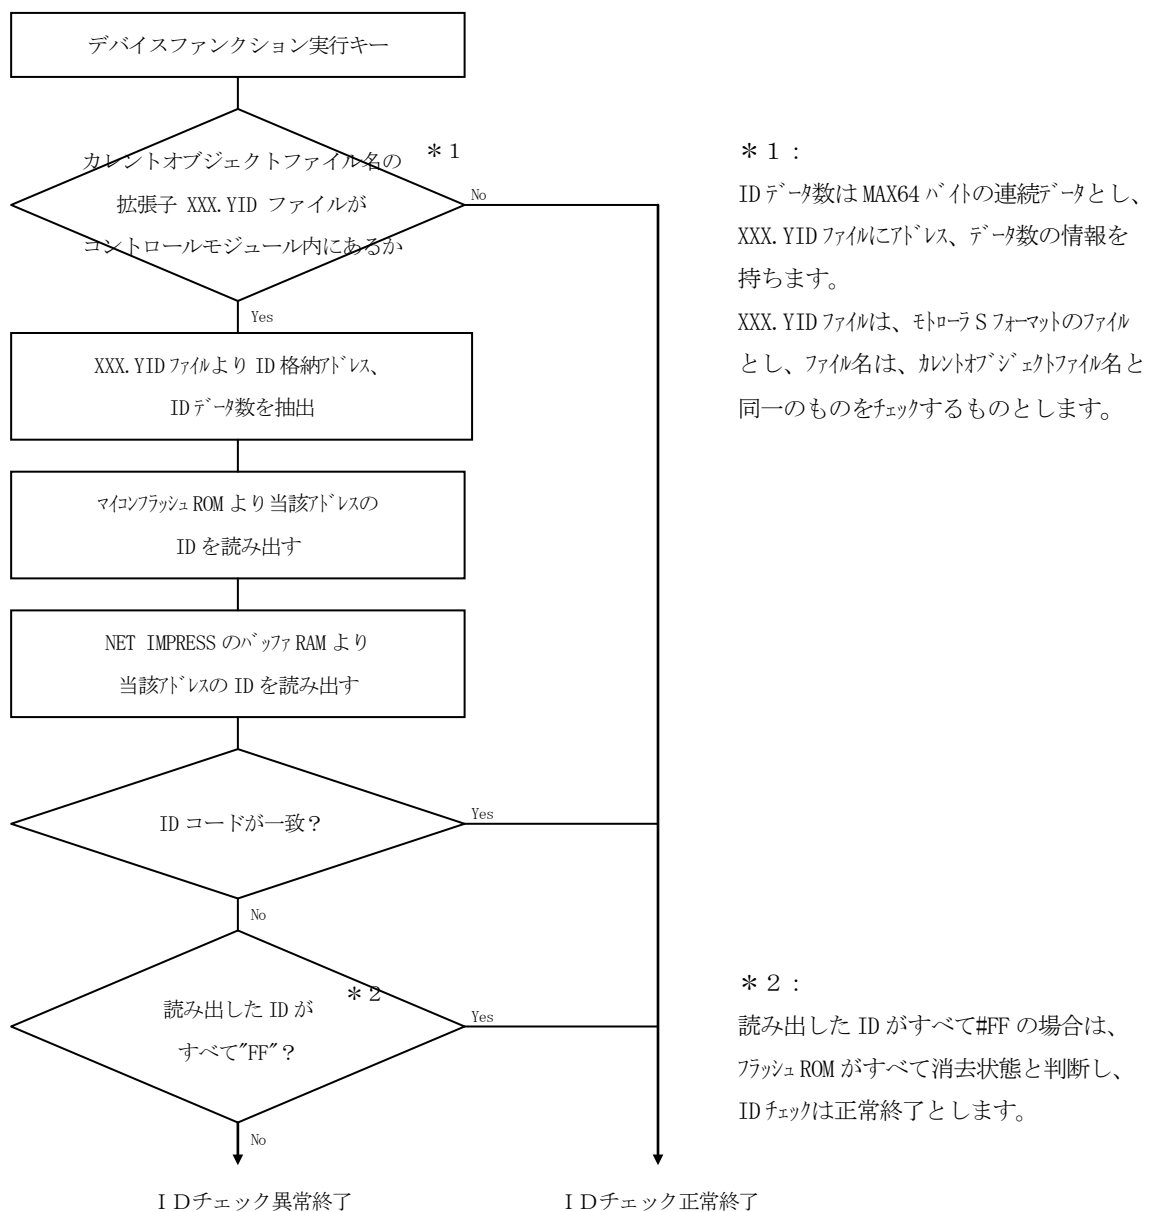 デバイスファンクション実行キー
カレントオブジェクトファイル名の
＊１
拡張子 XXX.YID ファイルが
コントロールモジュール内にあるか
No
Yes
XXX.YID ﾌｧｲﾙより ID 格納ｱﾄﾞﾚｽ、
ID ﾃﾞｰﾀ数を抽出
ﾏｲｺﾝﾌﾗｯｼｭ ROM より当該ｱﾄﾞﾚｽの
ID を読み出す
NET IMPRESS のﾊﾞｯﾌｧ RAM より
当該ｱﾄﾞﾚｽの ID を読み出す
ID コードが一致？
Yes
No
読み出した ID が
＊２
すべて"FF"？
Yes
No
ＩＤチェック異常終了
ＩＤチェック正常終了
＊１：
ID ﾃﾞｰﾀ数は MAX64 ﾊﾞｲﾄの連続ﾃﾞｰﾀとし、
XXX.YID ﾌｧｲﾙにｱﾄﾞﾚｽ、ﾃﾞｰﾀ数の情報を
持ちます。
XXX.YID ﾌｧｲﾙは、ﾓﾄﾛｰﾗ S ﾌｫｰﾏｯﾄのﾌｧｲﾙ
とし、ﾌｧｲﾙ名は、ｶﾚﾝﾄｵﾌﾞｼﾞｪｸﾄﾌｧｲﾙ名と
同一のものをﾁｪｯｸするものとします。
＊２：
読み出した ID がすべて#FF の場合は、
ﾌﾗｯｼｭ ROM がすべて消去状態と判断し、
ID ﾁｪｯｸは正常終了とします。